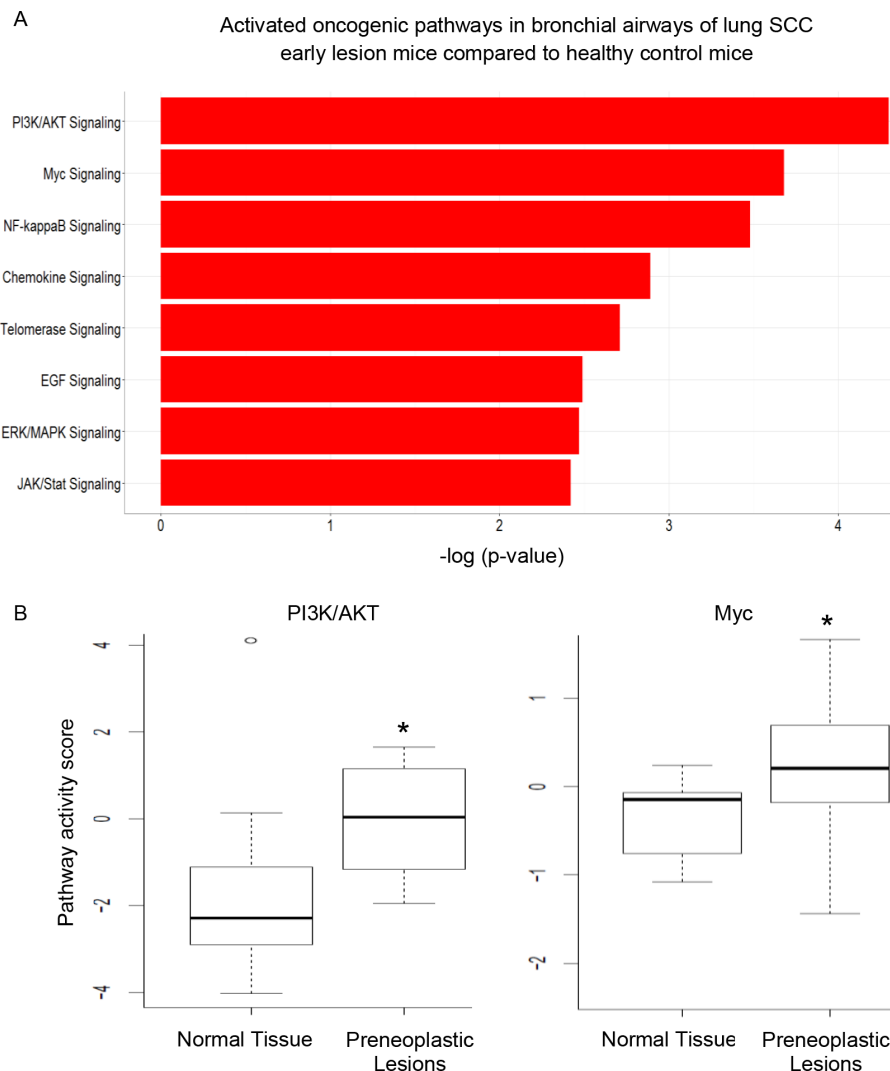 A
Activated oncogenic pathways in bronchial airways of lung SCC
early lesion mice compared to healthy control mice
PI3K/AKT Signaling
Myc Signaling
NF-kappaB Signaling
Chemokine Signaling
Telomerase Signaling
EGF Signaling
ERK/MAPK Signaling
JAK/Stat Signaling
0 1 2 3 4
-log (p-value)
B
PI3K/AKT
Pathway activity score
4
2
0
-2
-4
*
Normal Tissue
Preneoplastic
Lesions
Myc
1
0
-1
-2
*
Normal Tissue
Preneoplastic
Lesions